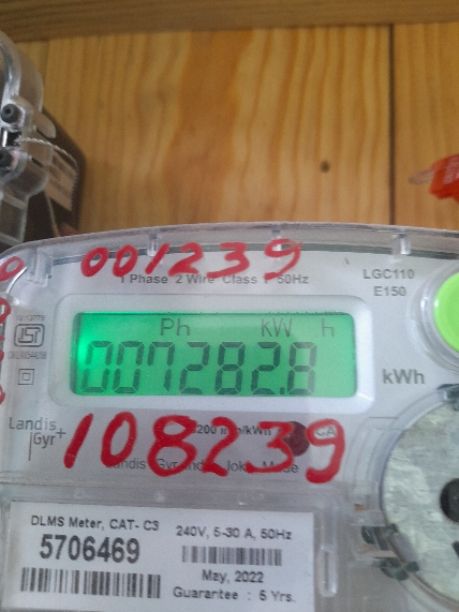 001239
1 Phase 2 Wire Class 1 50Hz
LGC110
E150
Ph kW h
007282.8
kWh
Landis
Gyr+
108239
DLMS Meter, CAT- C3
5706469
240V, 5-30 A, 50Hz
May, 2022
Guarantee : 5 Yrs.